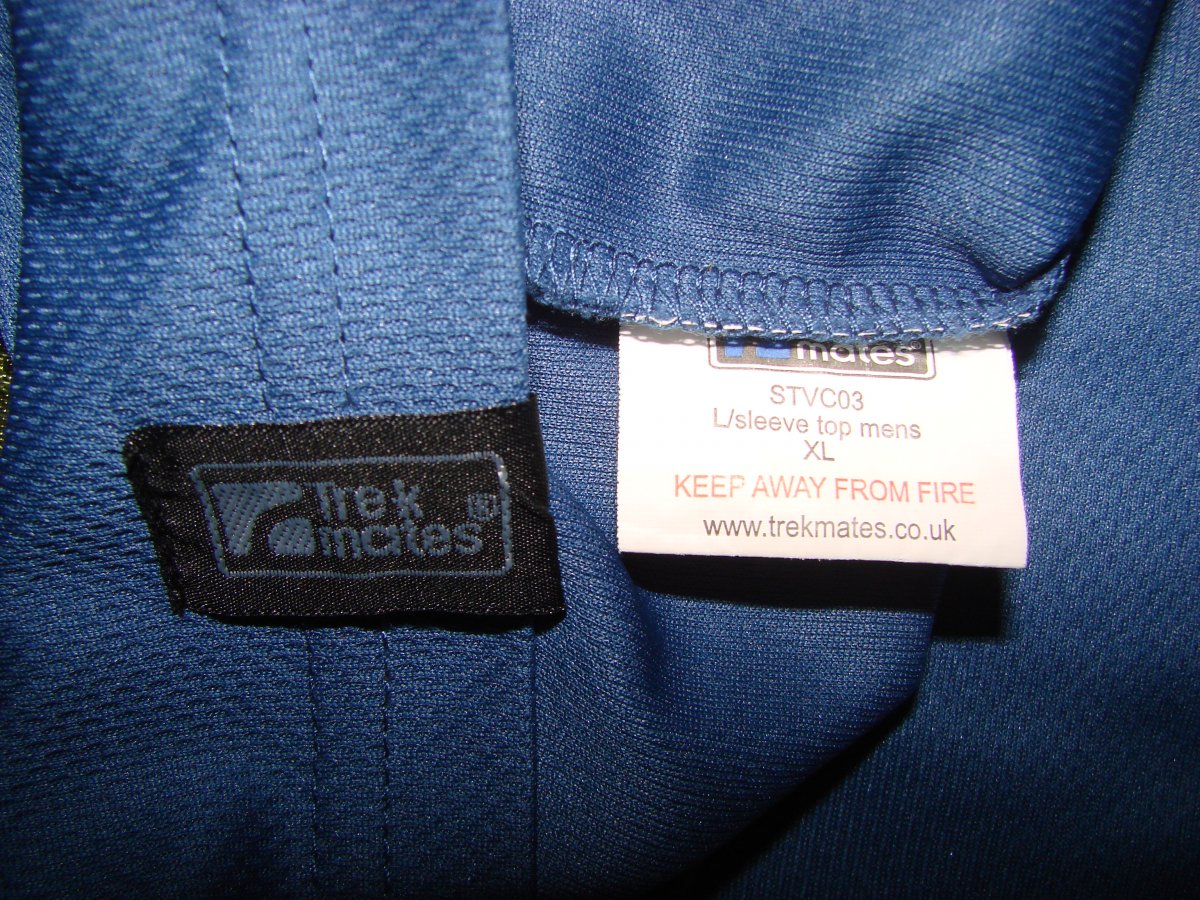 Trek
mates®
mates®
STVC03
L/sleeve top mens
XL
KEEP AWAY FROM FIRE
www.trekmates.co.uk